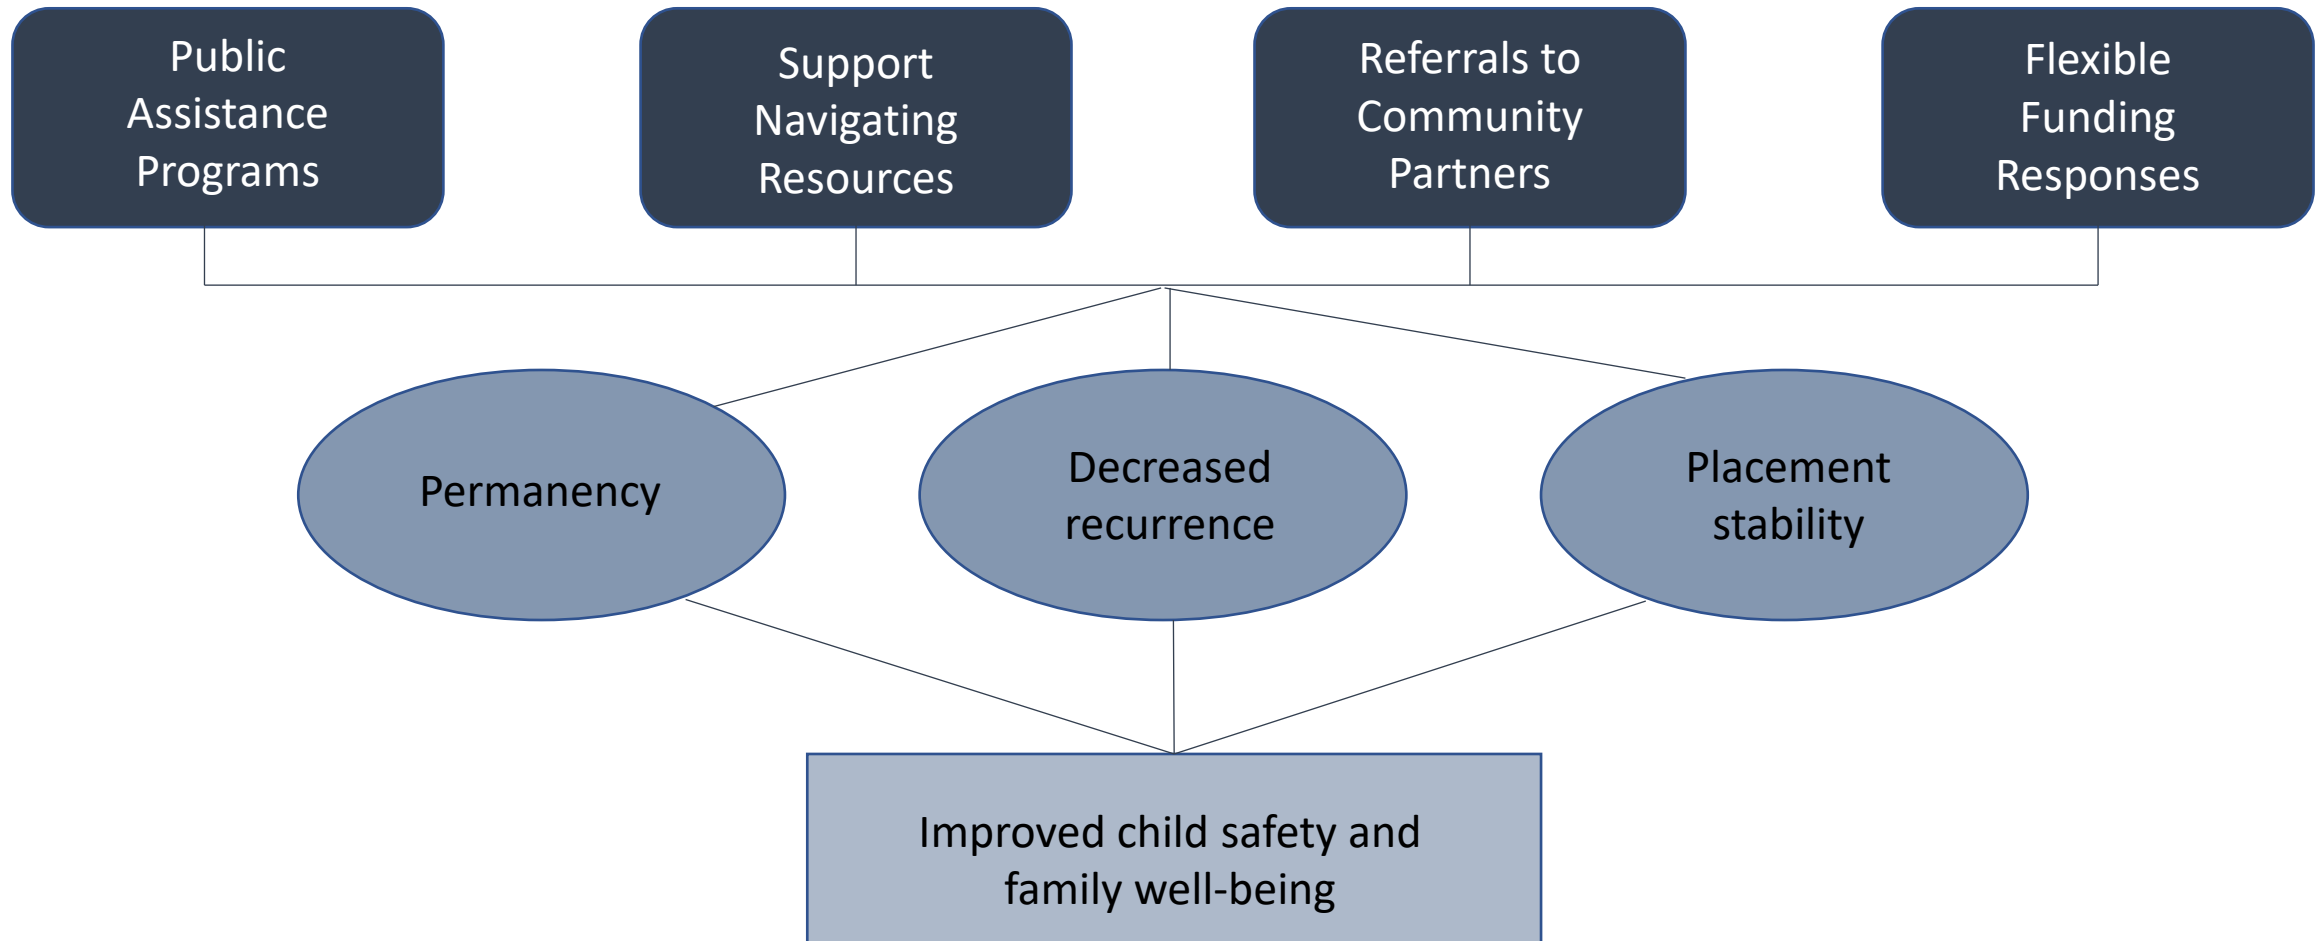 Public
Assistance
Programs
Support
Navigating
Resources
Referrals to
Community
Partners
Flexible
Funding
Responses
Permanency
Decreased
recurrence
Placement
stability
Improved child safety and
family well-being